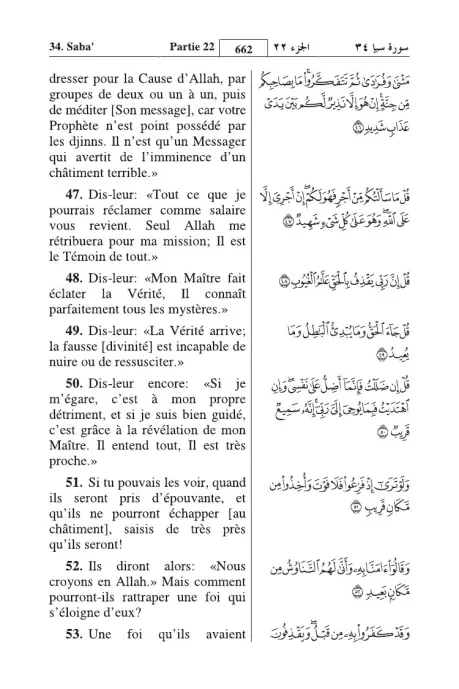 34. Saba' Partie 22 662 الجزء ٢٢ سورة سبإ ٣٤
dresser pour la Cause d’Allah, par
groupes de deux ou un à un, puis
de méditer [Son message], car votre
Prophète n’est point possédé par
les djinns. Il n’est qu’un Messager
qui avertit de l’imminence d’un
châtiment terrible.»
47. Dis-leur: «Tout ce que je
pourrais réclamer comme salaire
vous revient. Seul Allah me
rétribuera pour ma mission; Il est
le Témoin de tout.»
48. Dis-leur: «Mon Maître fait
éclater la Vérité, Il connaît
parfaitement tous les mystères.»
49. Dis-leur: «La Vérité arrive;
la fausse [divinité] est incapable de
nuire ou de ressusciter.»
50. Dis-leur encore: «Si je
m’égare, c’est à mon propre
détriment, et si je suis bien guidé,
c’est grâce à la révélation de mon
Maître. Il entend tout, Il est très
proche.»
51. Si tu pouvais les voir, quand
ils seront pris d’épouvante, et
qu’ils ne pourront échapper [au
châtiment], saisis de très près
qu’ils seront!
52. Ils diront alors: «Nous
croyons en Allah.» Mais comment
pourront-ils rattraper une foi qui
s’éloigne d’eux?
53. Une foi qu’ils avaient
مَثْنَىٰ وَفُرَادَىٰ ثُمَّ تَتَفَكَّرُوا۟ مَا بِصَاحِبِكُم
مِّن جِنَّةٍ إِنْ هُوَ إِلَّا نَذِيرٌ لَّكُم بَيْنَ يَدَىْ
عَذَابٍ شَدِيدٍ ٤٦
قُلْ مَا سَأَلْتُكُم مِّنْ أَجْرٍ فَهُوَ لَكُمْ إِنْ أَجْرِىَ إِلَّا
عَلَى ٱللَّهِ وَهُوَ عَلَىٰ كُلِّ شَىْءٍ شَهِيدٌ ٤٧
قُلْ إِنَّ رَبِّى يَقْذِفُ بِٱلْحَقِّ عَلَّٰمُ ٱلْغُيُوبِ ٤٨
قُلْ جَآءَ ٱلْحَقُّ وَمَا يُبْدِئُ ٱلْبَٰطِلُ وَمَا
يُعِيدُ ٤٩
قُلْ إِن ضَلَلْتُ فَإِنَّمَآ أَضِلُّ عَلَىٰ نَفْسِى وَإِنِ
ٱهْتَدَيْتُ فَبِمَا يُوحِىٓ إِلَىَّ رَبِّىٓ إِنَّهُۥ سَمِيعٌ
قَرِيبٌ ٥٠
وَلَوْ تَرَىٰٓ إِذْ فَزِعُوا۟ فَلَا فَوْتَ وَأُخِذُوا۟ مِن
مَّكَانٍ قَرِيبٍ ٥١
وَقَالُوٓا۟ ءَامَنَّا بِهِۦ وَأَنَّىٰ لَهُمُ ٱلتَّنَاوُشُ مِن
مَّكَانٍۭ بَعِيدٍ ٥٢
وَقَدْ كَفَرُوا۟ بِهِۦ مِن قَبْلُ وَيَقْذِفُونَ